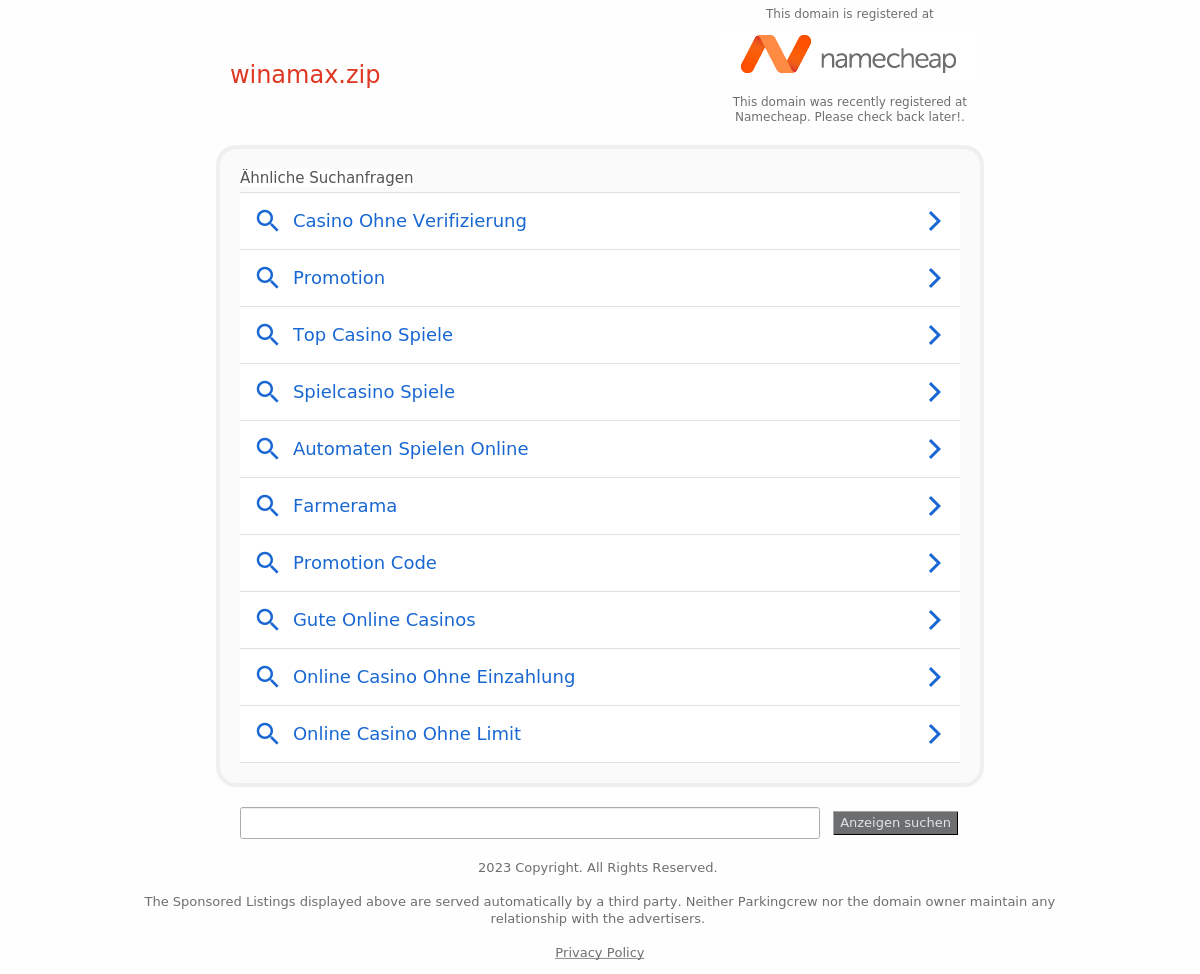 This domain is registered at
winamax.zip
namecheap
This domain was recently registered at
Namecheap. Please check back later!.
Ähnliche Suchanfragen
Casino Ohne Verifizierung
Promotion
Top Casino Spiele
Spielcasino Spiele
Automaten Spielen Online
Farmerama
Promotion Code
Gute Online Casinos
Online Casino Ohne Einzahlung
Online Casino Ohne Limit
Anzeigen suchen
2023 Copyright. All Rights Reserved.
The Sponsored Listings displayed above are served automatically by a third party. Neither Parkingcrew nor the domain owner maintain any
relationship with the advertisers.
Privacy Policy